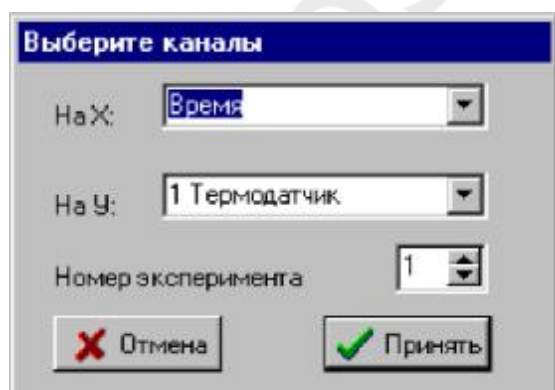 Выберите каналы
На X: Время
На У: 1 Термодатчик
Номер эксперимента 1
Отмена Принять